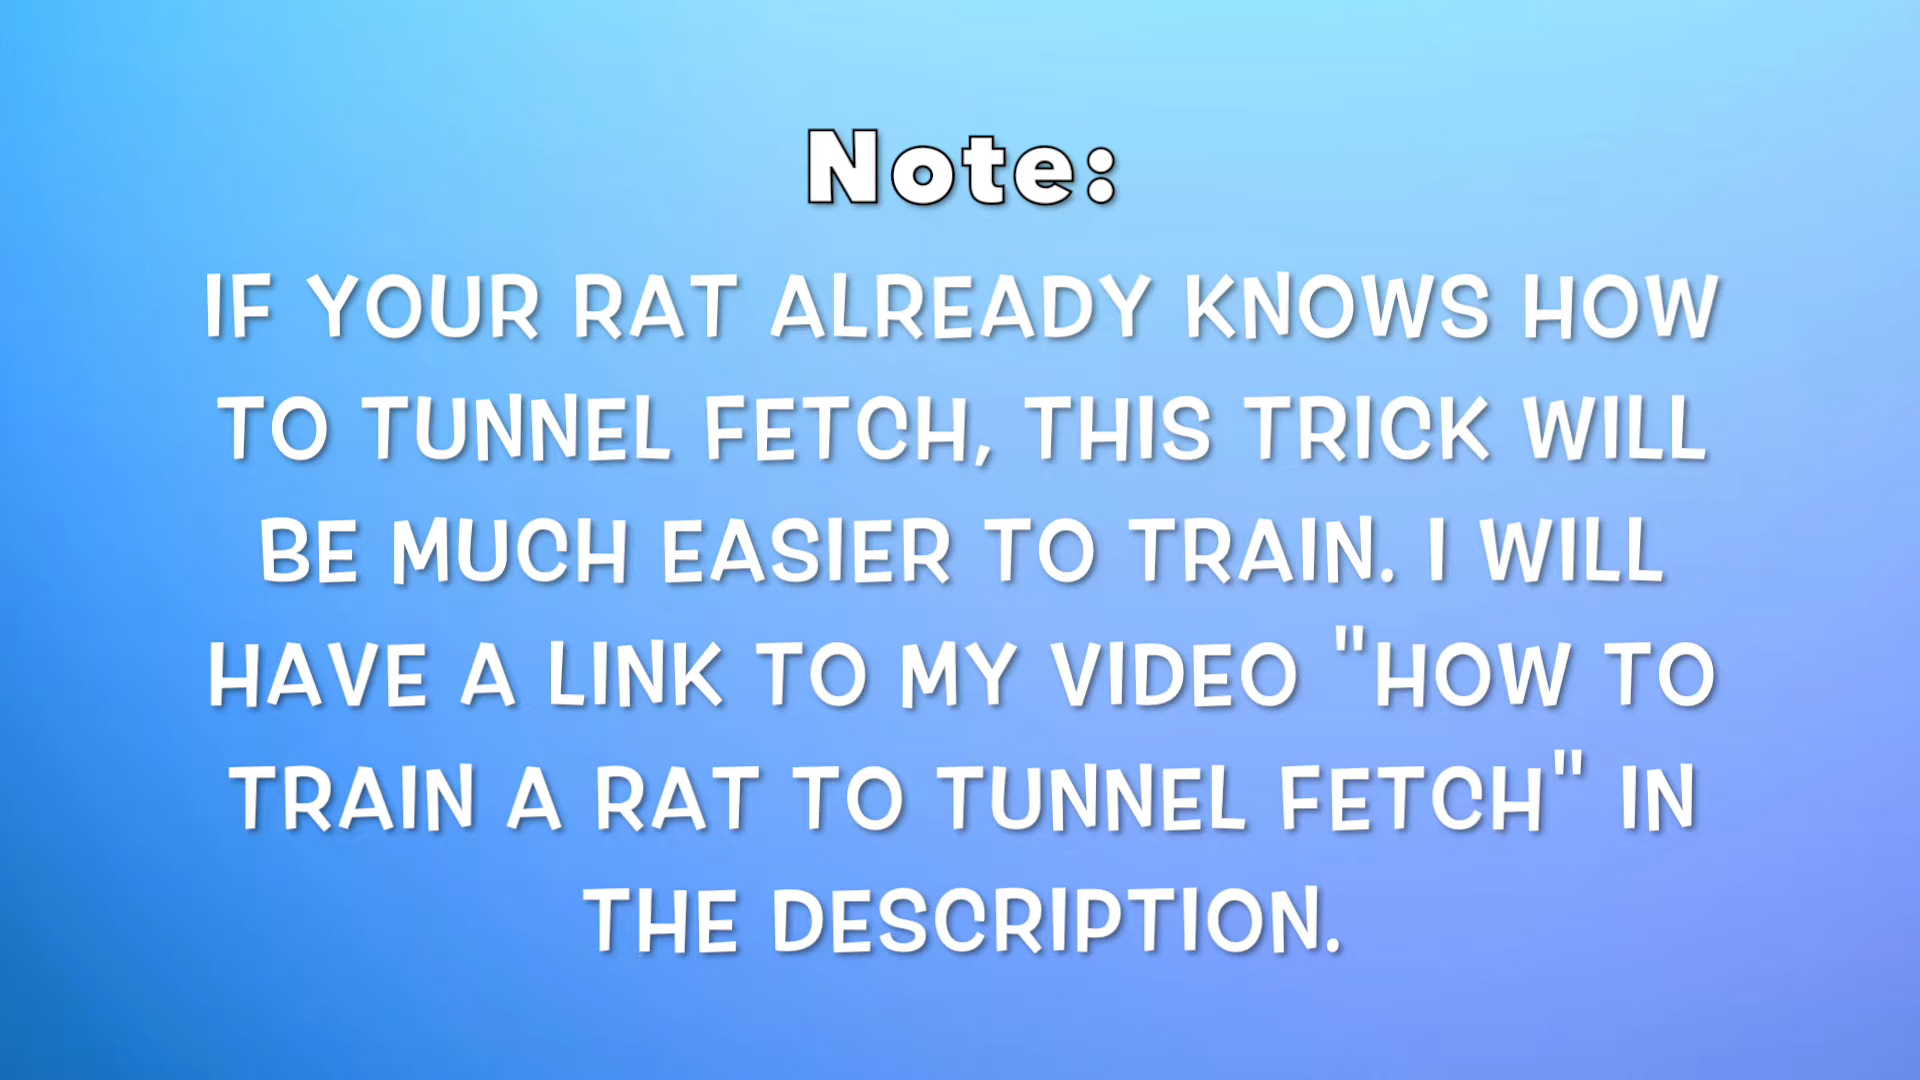 Note:
IF YOUR RAT ALREADY KNOWS HOW
TO TUNNEL FETCH, THIS TRICK WILL
BE MUCH EASIER TO TRAIN. I WILL
HAVE A LINK TO MY VIDEO "HOW TO
TRAIN A RAT TO TUNNEL FETCH" IN
THE DESCRIPTION.